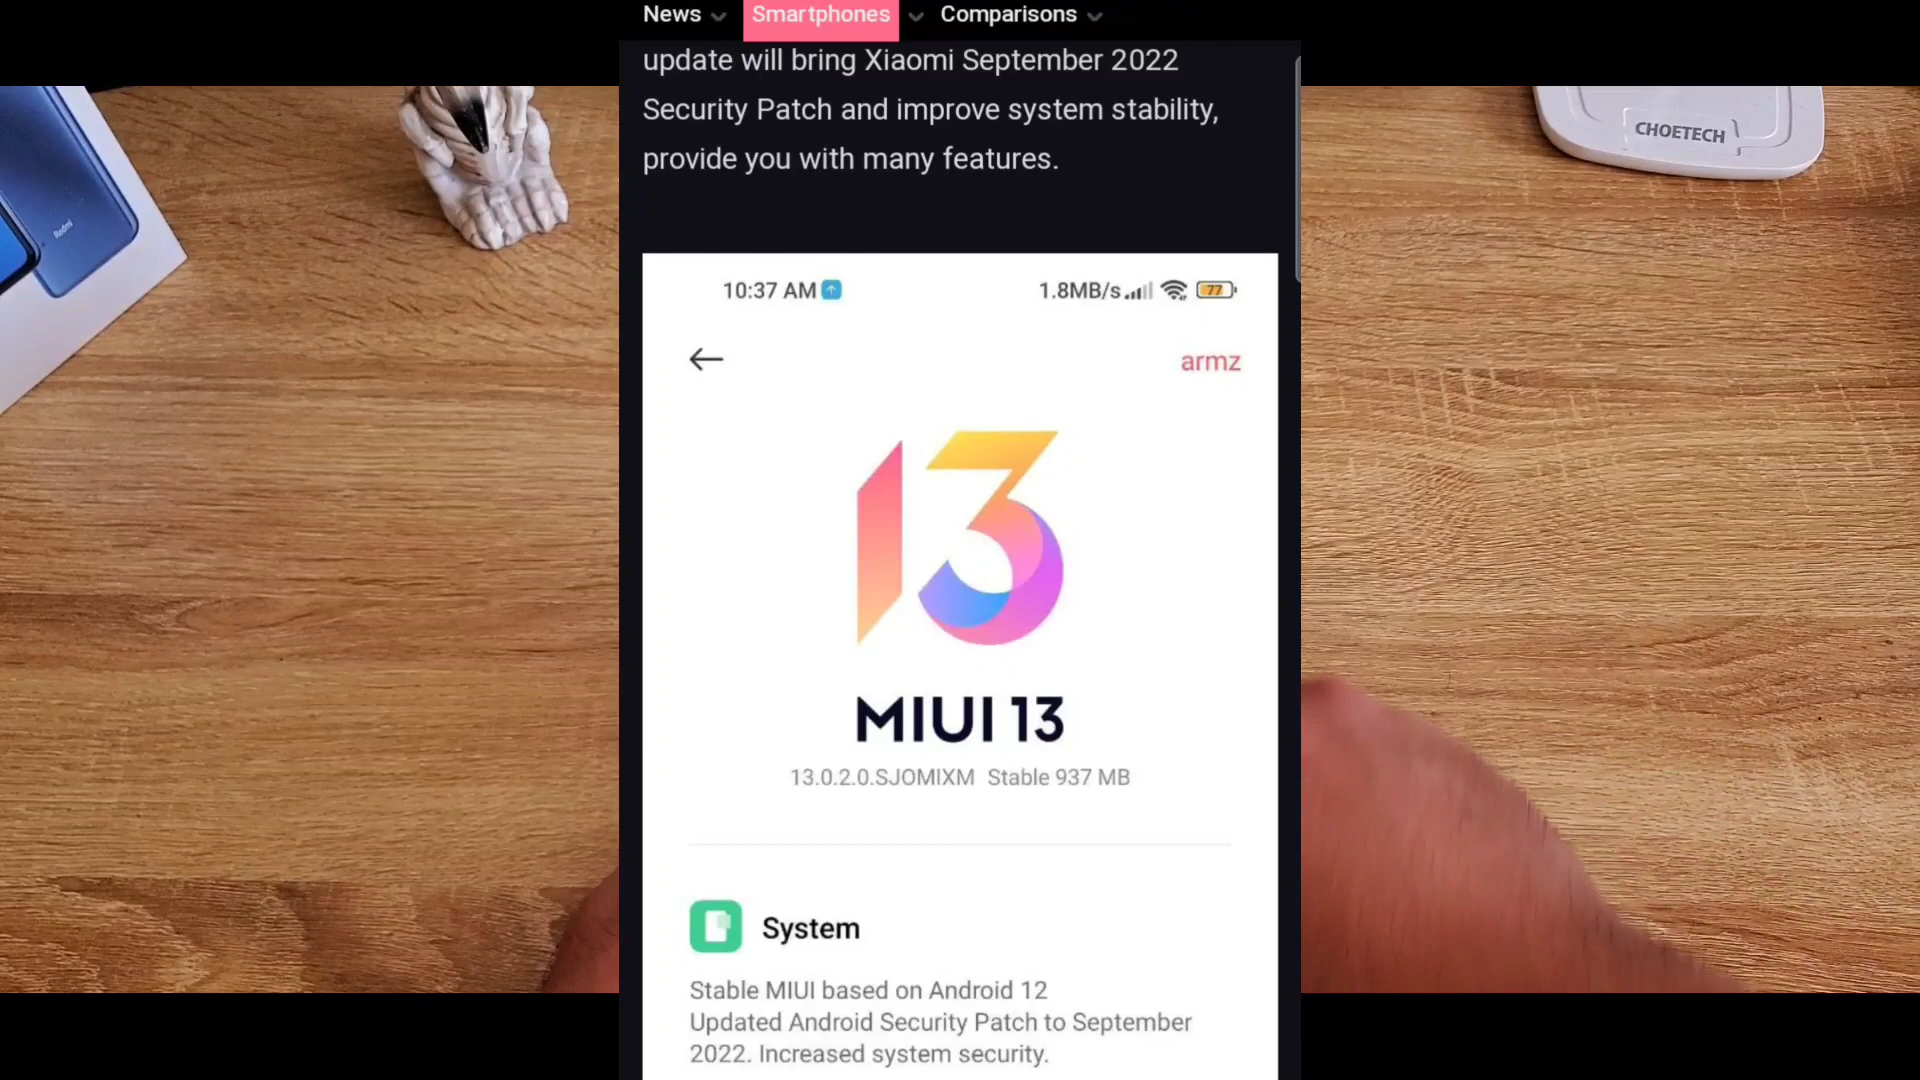 News Smartphones Comparisons
update will bring Xiaomi September 2022
Security Patch and improve system stability,
provide you with many features.
CHOETECH
Redmi
10:37 AM 1.8MB/s 77
armz
13
MIUI 13
13.0.2.0.SJOMIXM Stable 937 MB
System
Stable MIUI based on Android 12
Updated Android Security Patch to September
2022. Increased system security.